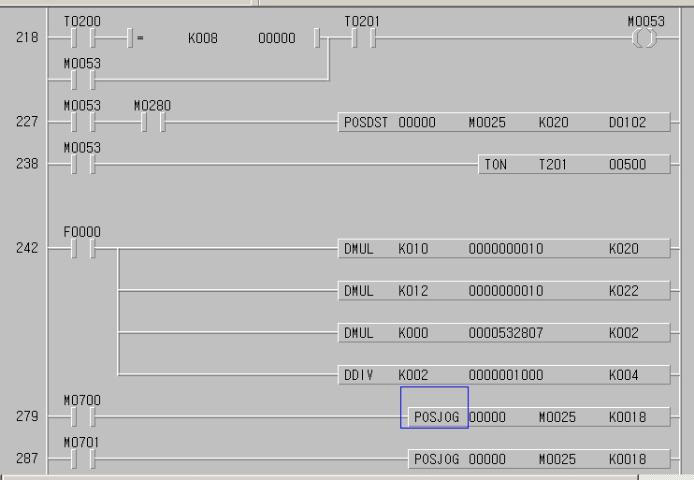 T0200 T0201 M0053
218 = K008 00000
M0053
M0053 M0280
227 POSDST 00000 M0025 K020 D0102
M0053
238 TON T201 00500
F0000
242 DMUL K010 0000000010 K020
DMUL K012 0000000010 K022
DMUL K000 0000532807 K002
DDIV K002 0000001000 K004
M0700
279 POSJOG 00000 M0025 K0018
M0701
287 POSJOG 00000 M0025 K0018